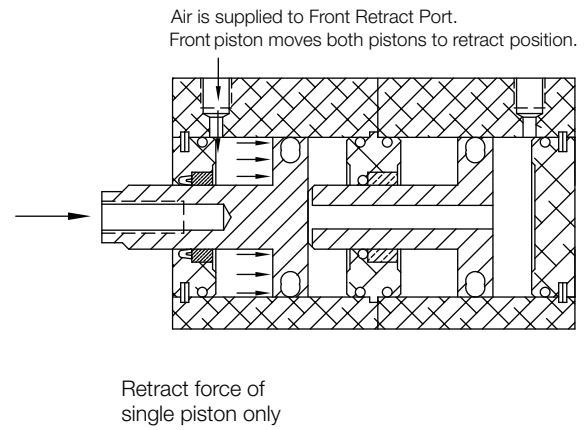 Air is supplied to Front Retract Port.
Front piston moves both pistons to retract position.
Retract force of
single piston only